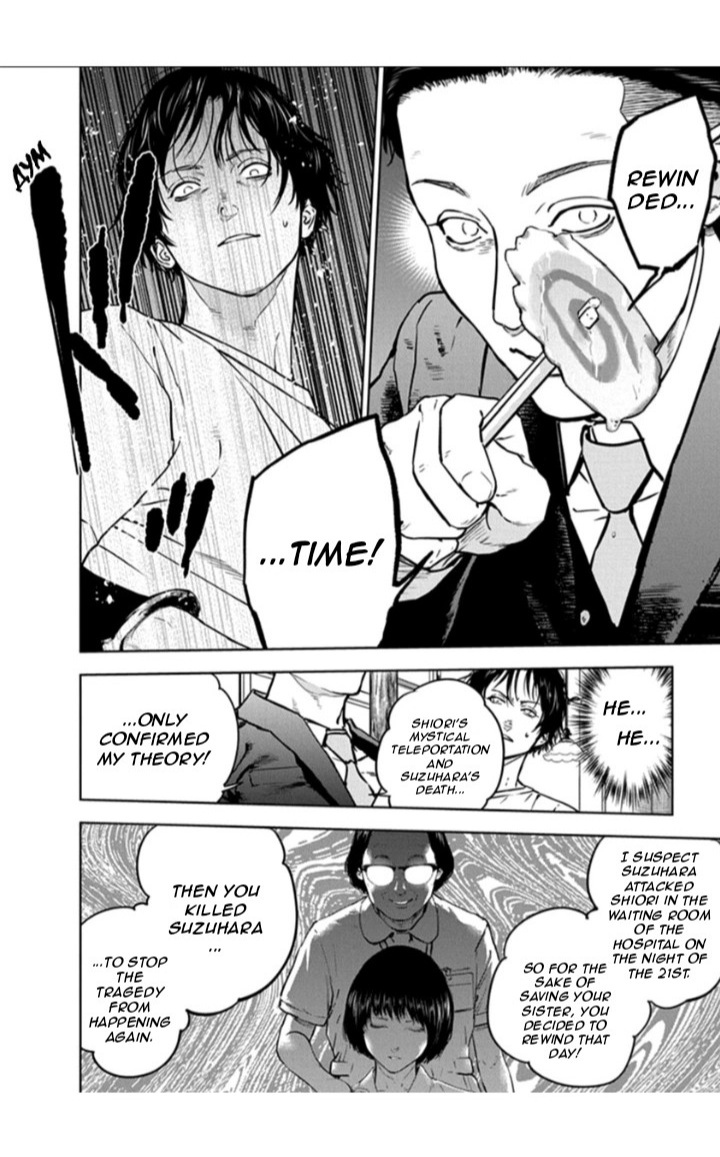 REWIN
DED...
...TIME!
ДУМ
HE...
HE...
SHIORI'S
MYSTICAL
TELEPORTATION
AND
SUZUHARA'S
DEATH...
...ONLY
CONFIRMED
MY THEORY!
I SUSPECT
SUZUHARA
ATTACKED
SHIORI IN THE
WAITING ROOM
OF THE
HOSPITAL ON
THE NIGHT OF
THE 21ST.
SO FOR THE
SAKE OF
SAVING YOUR
SISTER, YOU
DECIDED TO
REWIND THAT
DAY!
THEN YOU
KILLED
SUZUHARA
...
...TO STOP
THE
TRAGEDY
FROM
HAPPENING
AGAIN.